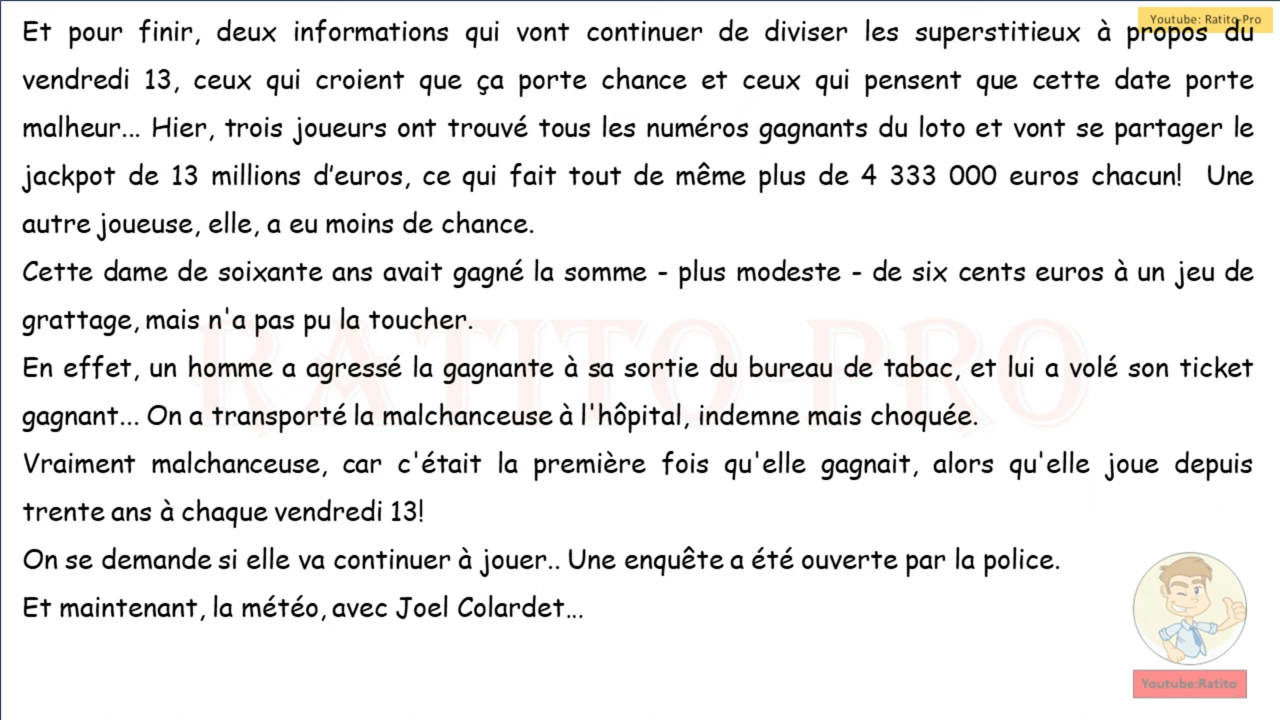 Youtube: Ratito-Pro
Et pour finir, deux informations qui vont continuer de diviser les superstitieux à propos du
vendredi 13, ceux qui croient que ça porte chance et ceux qui pensent que cette date porte
malheur... Hier, trois joueurs ont trouvé tous les numéros gagnants du loto et vont se partager le
jackpot de 13 millions d'euros, ce qui fait tout de même plus de 4 333 000 euros chacun! Une
autre joueuse, elle, a eu moins de chance.
Cette dame de soixante ans avait gagné la somme - plus modeste - de six cents euros à un jeu de
grattage, mais n'a pas pu la toucher.
En effet, un homme a agressé la gagnante à sa sortie du bureau de tabac, et lui a volé son ticket
gagnant... On a transporté la malchanceuse à l'hôpital, indemne mais choquée.
RATITO-PRO
Vraiment malchanceuse, car c'était la première fois qu'elle gagnait, alors qu'elle joue depuis
trente ans à chaque vendredi 13!
On se demande si elle va continuer à jouer.. Une enquête a été ouverte par la police.
Et maintenant, la météo, avec Joel Colardet...
Youtube:Ratito